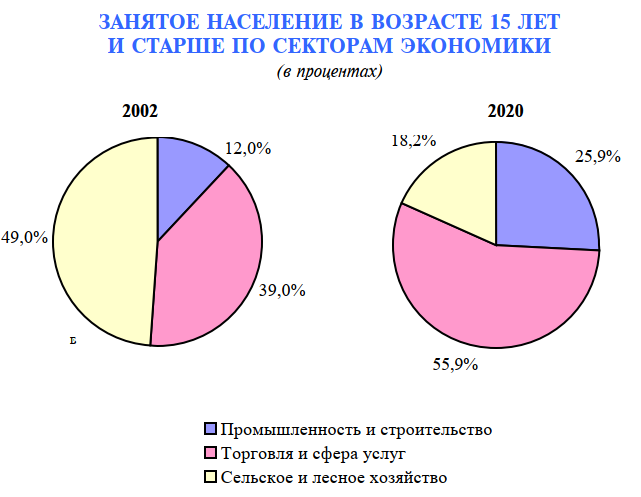 ЗАНЯТОЕ НАСЕЛЕНИЕ В ВОЗРАСТЕ 15 ЛЕТ
И СТАРШЕ ПО СЕКТОРАМ ЭКОНОМИКИ
(в процентах)
2002
2020
12,0%
39,0%
49,0%
18,2%
25,9%
55,9%
Промышленность и строительство
Торговля и сфера услуг
Сельское и лесное хозяйство